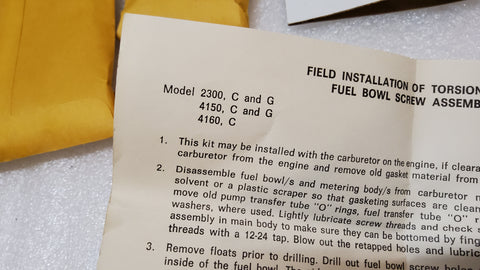 FIELD INSTALLATION OF TORSION
FUEL BOWL SCREW ASSEMB
Model 2300, C and G
4150, C and G
4160, C
1. This kit may be installed with the carburetor on the engine, if cleara
carburetor from the engine and remove old gasket material from
2. Disassemble fuel bowl/s and metering body/s from carburetor m
solvent or a plastic scraper so that gasketing surfaces are clean
move old pump transfer tube "O" rings, fuel transfer tube "O" r
washers, where used. Lightly lubricate screw threads and check s
assembly in main body to make sure they can be bottomed by fing
threads with a 12-24 tap. Blow out the retapped holes and lubric
3. Remove floats prior to drilling. Drill out fuel bowl screw holes
inside of the fuel bowl.